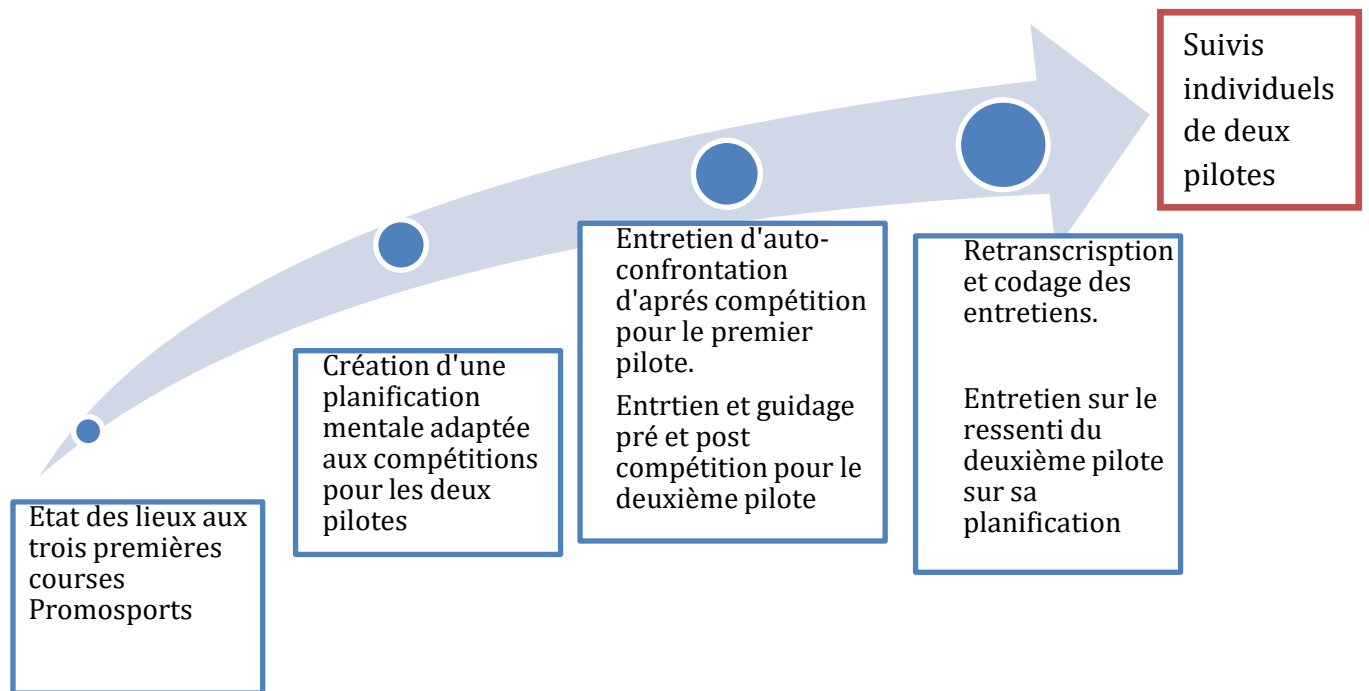 Etat des lieux aux
trois premières
courses
Promosports
Création d'une
planification
mentale adaptée
aux compétitions
pour les deux
pilotes
Entretien d'auto-
confrontation
d'aprés compétition
pour le premier
pilote.
Entrtien et guidage
pré et post
compétition pour le
deuxième pilote
Retranscrisption
et codage des
entretiens.
Entretien sur le
ressenti du
deuxième pilote
sur sa
planification
Suivis
individuels
de deux
pilotes